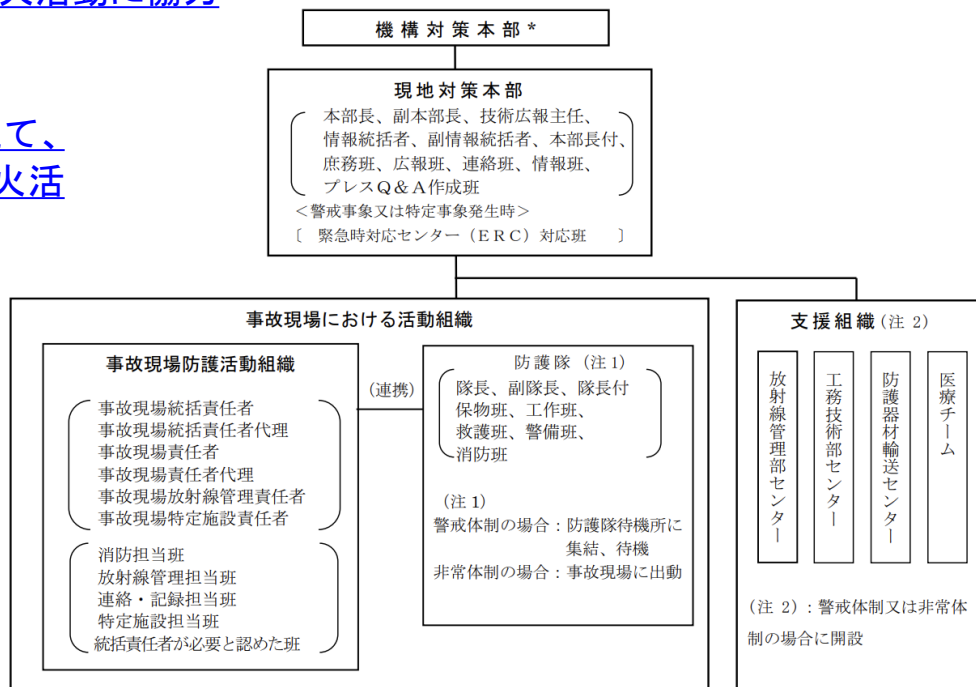 火活動に協力
て、
火活
機構対策本部*
現地対策本部
本部長、副本部長、技術広報主任、
情報統括者、副情報統括者、本部長付、
庶務班、広報班、連絡班、情報班、
プレスQ&A作成班
<警戒事象又は特定事象発生時>
〔 緊急時対応センター（ERC）対応班 〕
事故現場における活動組織
事故現場防護活動組織
事故現場統括責任者
事故現場統括責任者代理
事故現場責任者
事故現場責任者代理
事故現場放射線管理責任者
事故現場特定施設責任者
消防担当班
放射線管理担当班
連絡・記録担当班
特定施設担当班
統括責任者が必要と認めた班
（連携）
防護隊（注1）
隊長、副隊長、隊長付
保物班、工作班、
救護班、警備班、
消防班
（注1）
警戒体制の場合：防護隊待機所に
集結、待機
非常体制の場合：事故現場に出動
支援組織（注 2）
放射線管理部センター
工務技術部センター
防護器材輸送センター
医療チーム
（注 2）：警戒体制又は非常体
制の場合に開設